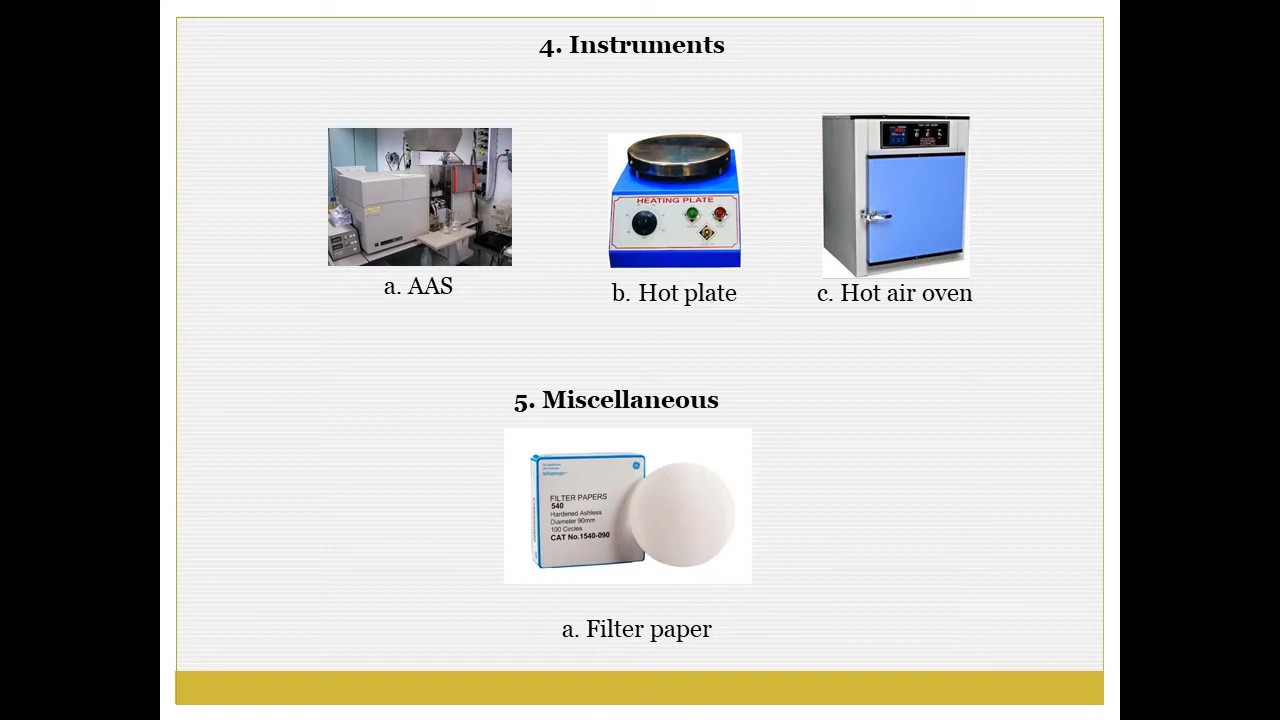 4. Instruments
HEATING PLATE
a. AAS
b. Hot plate
c. Hot air oven
5. Miscellaneous
Whatman
FILTER PAPERS
540
Hardened Ashless
Diameter 90mm
100 Circles
CAT No.1540-090
a. Filter paper